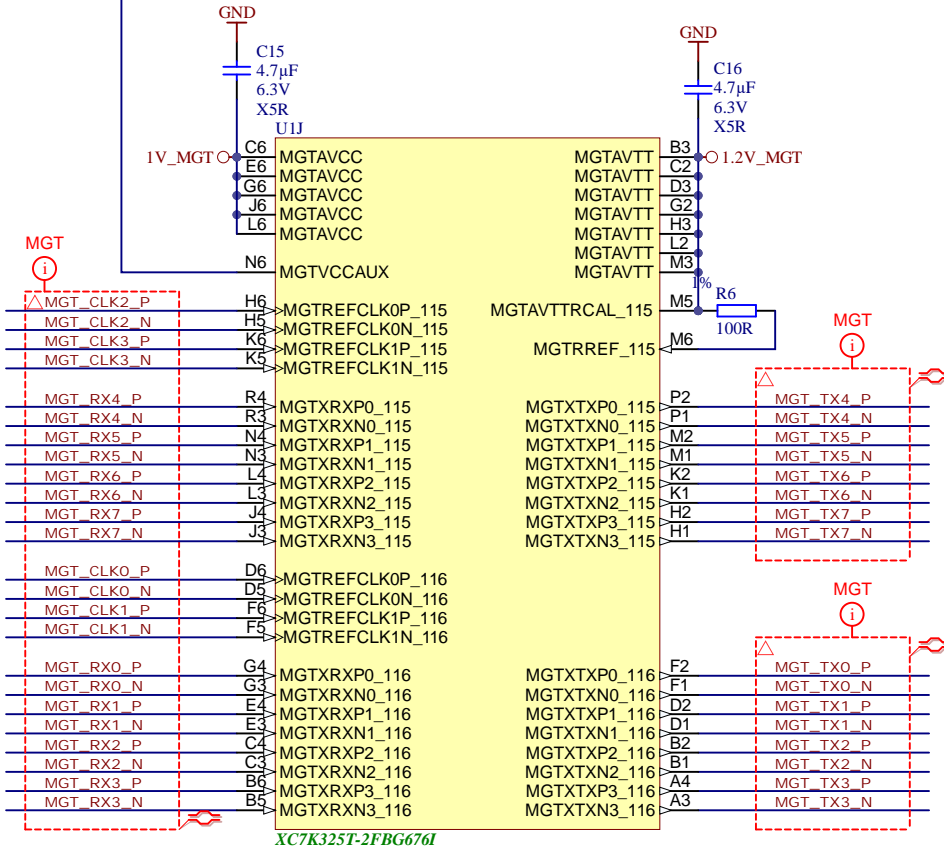 GND
C15
4.7µF
6.3V
X5R
GND
C16
4.7µF
6.3V
X5R
U1J
1V_MGT C6 MGTAVCC MGTAVTT B3 1.2V_MGT
E6 MGTAVCC MGTAVTT C2
G6 MGTAVCC MGTAVTT D3
J6 MGTAVCC MGTAVTT G2
L6 MGTAVCC MGTAVTT H3
MGTAVTT L2
N6 MGTVCCAUX MGTAVTT M3
MGT
i
1%
MGT_CLK2_P H6 MGTREFCLK0P_115 MGTAVTTRCAL_115 M5 R6
MGT_CLK2_N H5 MGTREFCLK0N_115 100R
MGT_CLK3_P K6 MGTREFCLK1P_115 MGTRREF_115 M6
MGT_CLK3_N K5 MGTREFCLK1N_115
MGT
i
MGT_RX4_P R4 MGTXRXP0_115 MGTXTXP0_115 P2 MGT_TX4_P
MGT_RX4_N R3 MGTXRXN0_115 MGTXTXN0_115 P1 MGT_TX4_N
MGT_RX5_P N4 MGTXRXP1_115 MGTXTXP1_115 M2 MGT_TX5_P
MGT_RX5_N N3 MGTXRXN1_115 MGTXTXN1_115 M1 MGT_TX5_N
MGT_RX6_P L4 MGTXRXP2_115 MGTXTXP2_115 K2 MGT_TX6_P
MGT_RX6_N L3 MGTXRXN2_115 MGTXTXN2_115 K1 MGT_TX6_N
MGT_RX7_P J4 MGTXRXP3_115 MGTXTXP3_115 H2 MGT_TX7_P
MGT_RX7_N J3 MGTXRXN3_115 MGTXTXN3_115 H1 MGT_TX7_N
MGT_CLK0_P D6 MGTREFCLK0P_116
MGT_CLK0_N D5 MGTREFCLK0N_116
MGT_CLK1_P F6 MGTREFCLK1P_116
MGT_CLK1_N F5 MGTREFCLK1N_116
MGT
i
MGT_RX0_P G4 MGTXRXP0_116 MGTXTXP0_116 F2 MGT_TX0_P
MGT_RX0_N G3 MGTXRXN0_116 MGTXTXN0_116 F1 MGT_TX0_N
MGT_RX1_P E4 MGTXRXP1_116 MGTXTXP1_116 D2 MGT_TX1_P
MGT_RX1_N E3 MGTXRXN1_116 MGTXTXN1_116 D1 MGT_TX1_N
MGT_RX2_P C4 MGTXRXP2_116 MGTXTXP2_116 B2 MGT_TX2_P
MGT_RX2_N C3 MGTXRXN2_116 MGTXTXN2_116 B1 MGT_TX2_N
MGT_RX3_P B6 MGTXRXP3_116 MGTXTXP3_116 A4 MGT_TX3_P
MGT_RX3_N B5 MGTXRXN3_116 MGTXTXN3_116 A3 MGT_TX3_N
XC7K325T-2FBG676I